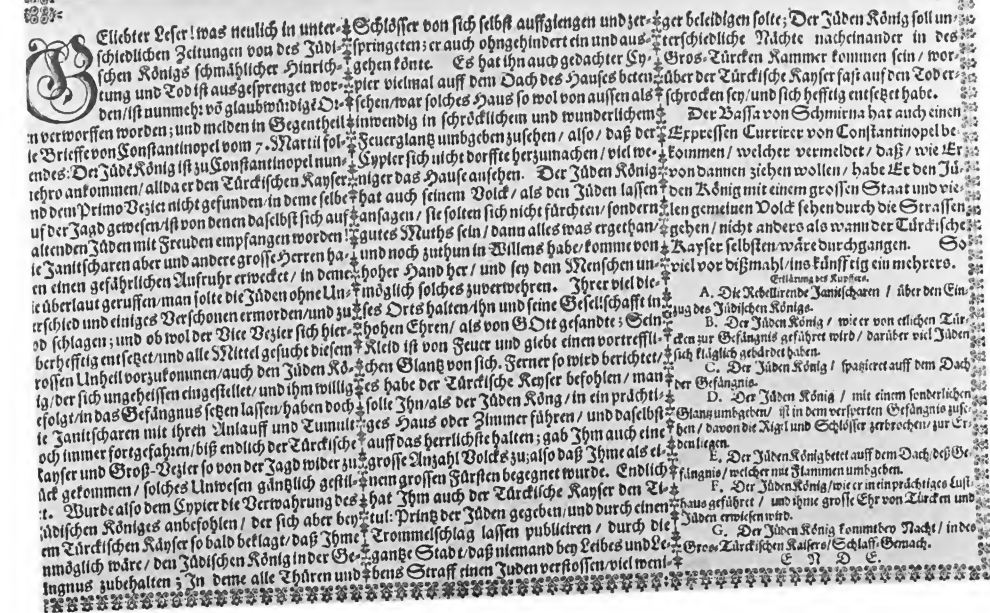 Eliebter Leser! was neulich in unter-
schiedlichen Zeitungen von des Jüdi-
schen Königs schmählicher Hinrich-
tung und Tod ist ausgesprenget wor-
den/ist nunmehꝛ võ glaubwürdigẽ Or-
verworffen worden; und melden in Gegentheil
Brieffe von Constantinopel vom 7. Martii fol-
endes: Der Jüdẽ König ist zu Constantinopel nun-
mehro ankommen/ allda er den Türckischen Kayser
nd dem Primo Vezier nicht gefunden/ in deme selbe
uf der Jagd gewesen/ist von denen daselbst sich auf-
altenden Jüden mit Freuden empfangen worden!
ie Janitscharen aber und andere grosse Herren ha-
en einen gefährlichen Aufruhr erwecket/ in deme
ie überlaut geruffen/man solte die Jüden ohne Un-
erschied und einiges Verschonen ermorden/und zu
od schlagen; und ob wol der Vice Vezier sich hier-
berhefftig entsetzet/und alle Mittel gesucht diesem
rossen Unheil vorzukommen/auch den Jüden Kö-
ig/der sich ungeheissen eingestellet/und ihm willig
efolgt/in das Gefängnus setzen lassen/haben doch
ie Janitscharen mit ihren Anlauff und Tumult
och immer fortgefahren/biß endlich der Türckische
Kayser und Groß-Vezier so von der Jagd wider zu-
ück gekommen/ solches Unwesen gäntzlich gestil-
t. Wurde also dem Cypier die Verwahrung des
üdischen Königes anbefohlen/ der sich aber bey
em Türckischen Käyser so bald beklagt/daß Ihme
nmöglich wäre/ den Jüdischen König in der Ge-
ngnus zubehalten; In deme alle Thüren und
Schlösser von sich selbst auffgiengen und zer-
springeten: er auch ohngehindert ein und aus-
gehen könte. Es hat ihn auch gedachter Cy-
pier vielmal auff dem Dach des Hauses beten
sehen/war solches Haus so wol von aussen als
inwendig in schröcklichem und wunderlichem
Feuerglantz umbgeben zusehen/ also/ daß der
Cypier sich nicht dorffte herzumachen/ viel we-
niger das Hause ansehen. Der Jüden König
hat auch seinem Volck/ als den Jüden lassen
ansagen/ sie solten sich nicht fürchten/ sondern
gutes Muths sein/ dann alles was ergethan/
und noch zuthun in Willens habe/ komme von
hoher Hand her/ und sey dem Menschen un-
möglich solches zuverwehren. Ihrer viel die-
ses Orts halten/ihn und seine Gesellschafft in
hohen Ehren/ als von GOtt gesandte; Sein
Kleid ist von Feuer und giebt einen vortreffli-
chen Glantz von sich. Ferner so wird berichtet/
es habe der Türckische Keyser befohlen/ man
solte Ihn/als der Jüden Köng/ in ein prächti-
ges Haus oder Zimmer führen/ und daselbst
auff das herrlichste halten; gab Ihm auch eine
grosse Anzahl Volcks zu; also daß Ihme als ei-
nem grossen Fürsten begegnet wurde. Endlich
hat Ihm auch der Türckische Kayser den Ti-
tul: Printz der Jüden gegeben/ und durch einen
Trommelschlag lassen publiciren/ durch die
gantze Stadt/ daß niemand bey Leibes und Le-
bens Straff einen Juden verstossen/ viel weni-
ger beleidigen solte; Der Jüden König soll un-
terschiedliche Nächte nacheinander in des
Gros-Türcken Kammer kommen sein/ wor-
über der Türckische Kayser fast auf den Tod er-
schrocken sey/und sich hefftig entsetzet habe.
Der Bassa von Schmirna hat auch einen
Expressen Currirer von Constantinopel be-
kommen/ welcher vermeldet/ daß/ wie Er
von dannen ziehen wollen/ habe Er den Jü-
den König mit einem grossen Staat und vie-
len gemeinen Volck sehen durch die Strassen
gehen/ nicht anders als wann der Türckische
Kayser selbsten wäre durchgangen. So
viel vor dißmahl/ins künfftig ein mehrers.
Erklärung des Kupffers.
A. Die Rebellirende Janitscharen/ über den Ein-
zug des Jüdischen Königs.
B. Der Jüden König/ wie er von etlichen Tür-
cken zur Gefängnis geführet wird/ darüber viel Jüden
sich kläglich gebärdet haben.
C. Der Jüden König/ spazieret auff dem Dach
der Gefängnis.
D. Der Jüden König/ mit einem sonderlichen
Glantz umbgeben/ ist in dem versperten Gefängnis zuse-
hen/ davon die Rigl und Schlösser zerbrochen/ zur Er-
den liegen.
E. Der Jüden König betet auff dem Dach/ deß Ge-
fängnis/ welcher mit Flammen umbgeben.
F. Der Jüden König/wie er in ein prächtiges Lust-
haus geführet/ und ihme grosse Ehr von Türcken und
Jüden erwiesen wird.
G. Der Jüden König kommet bey Nacht/ in des
Gros-Türckischen Kaisers/Schlaff-Gemach.
E N D E.